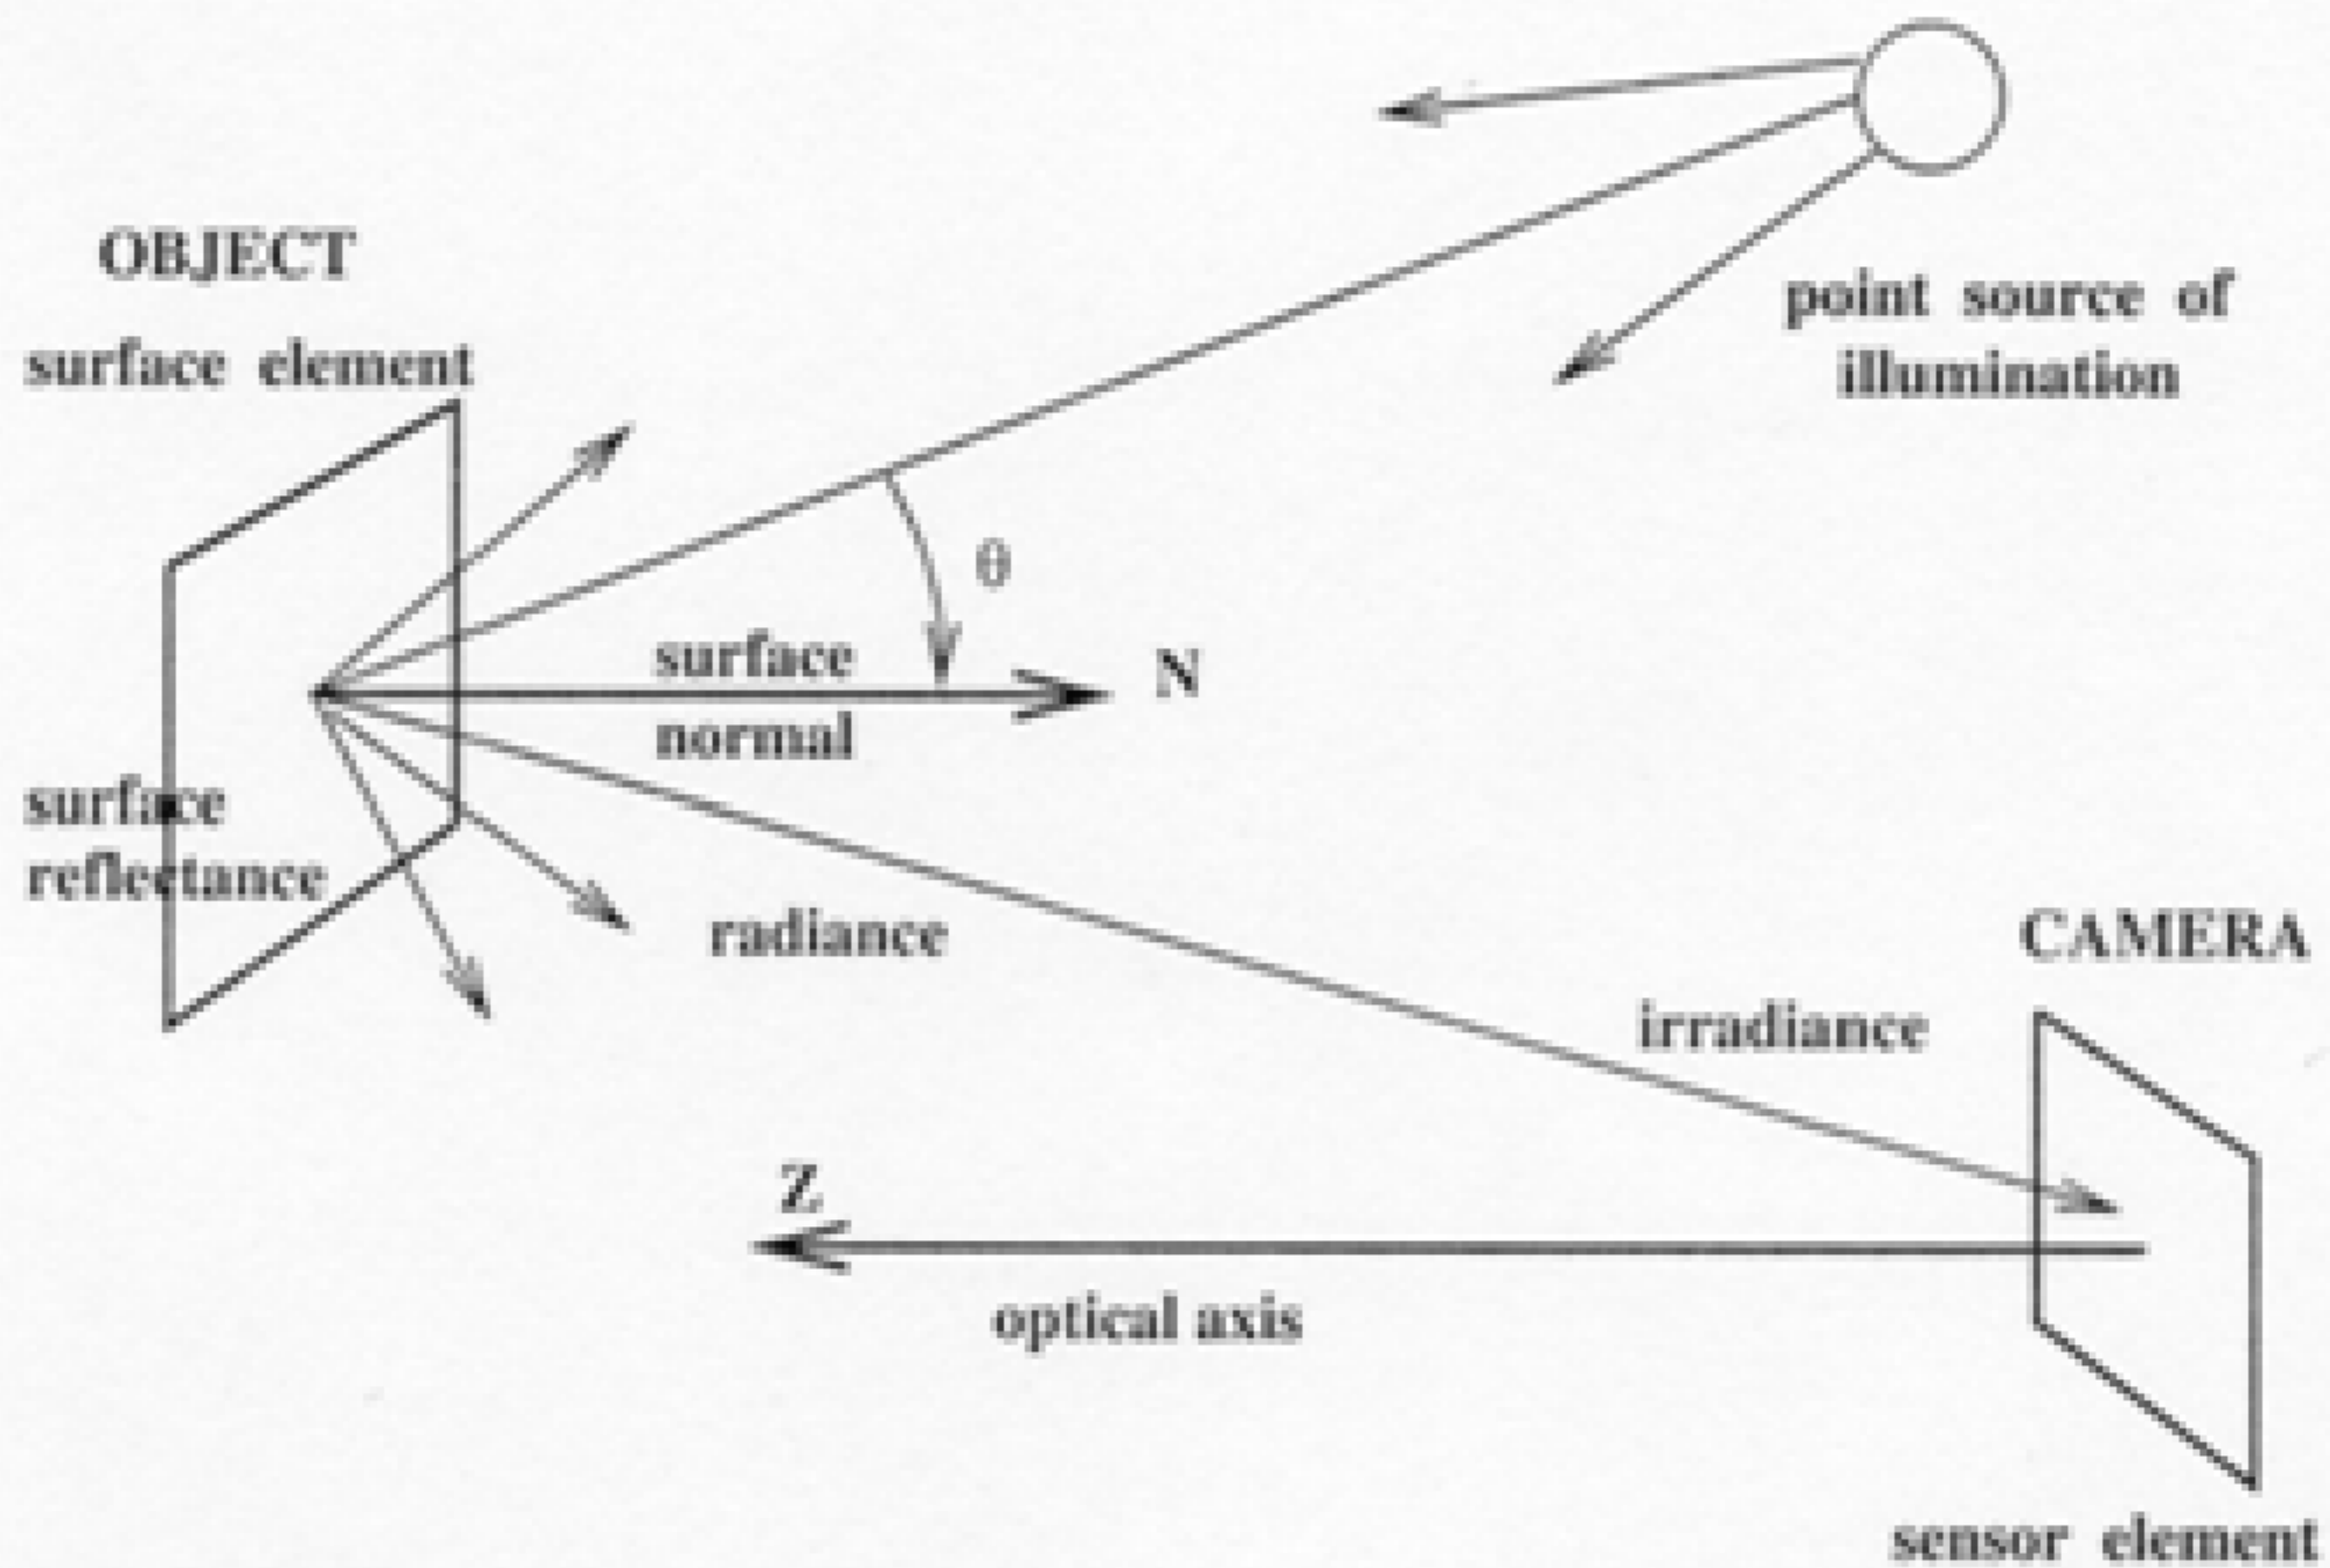 OBJECT
surface element
point source of
illumination
θ
surface
normal
N
surface
reflectance
radiance
CAMERA
irradiance
Z
optical axis
sensor element